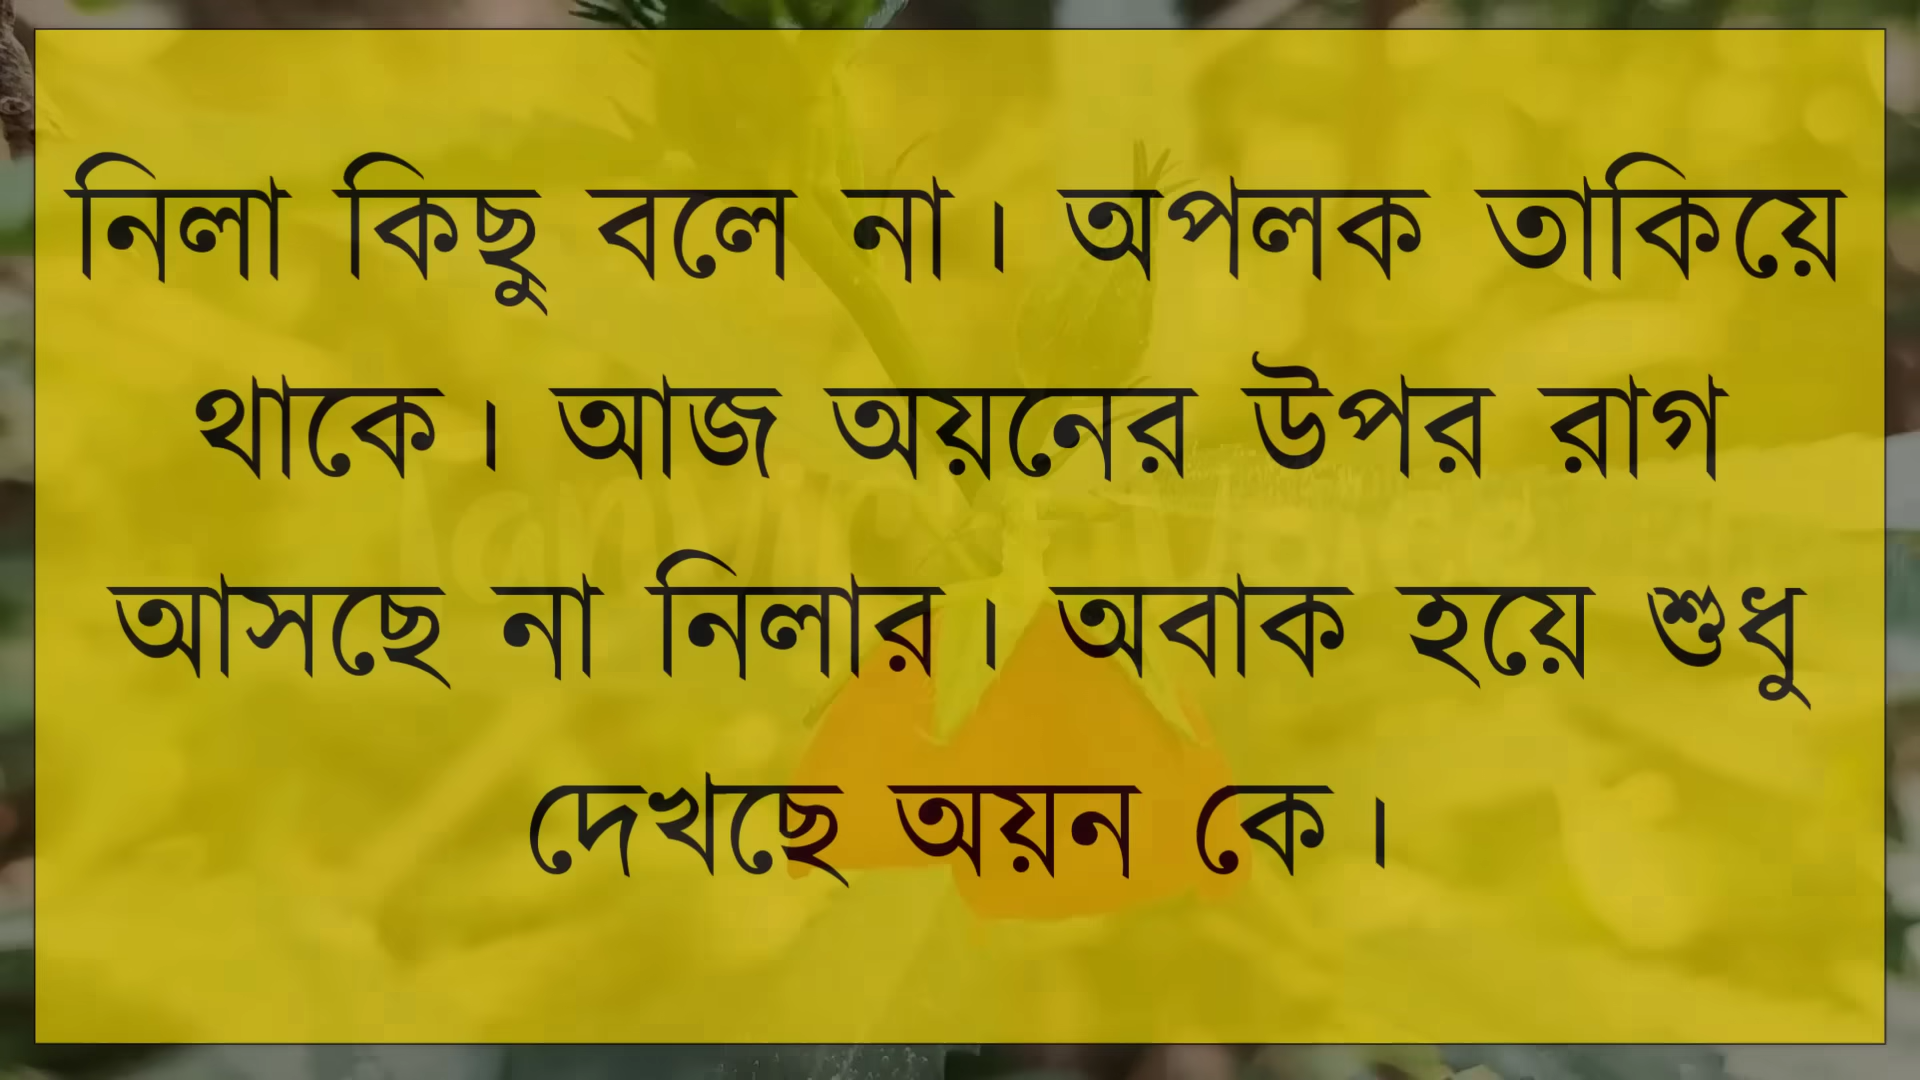 নিলা কিছু বলে না। অপলক তাকিয়ে
থাকে। আজ অয়নের উপর রাগ
আসছে না নিলার। অবাক হয়ে শুধু
দেখছে অয়ন কে।